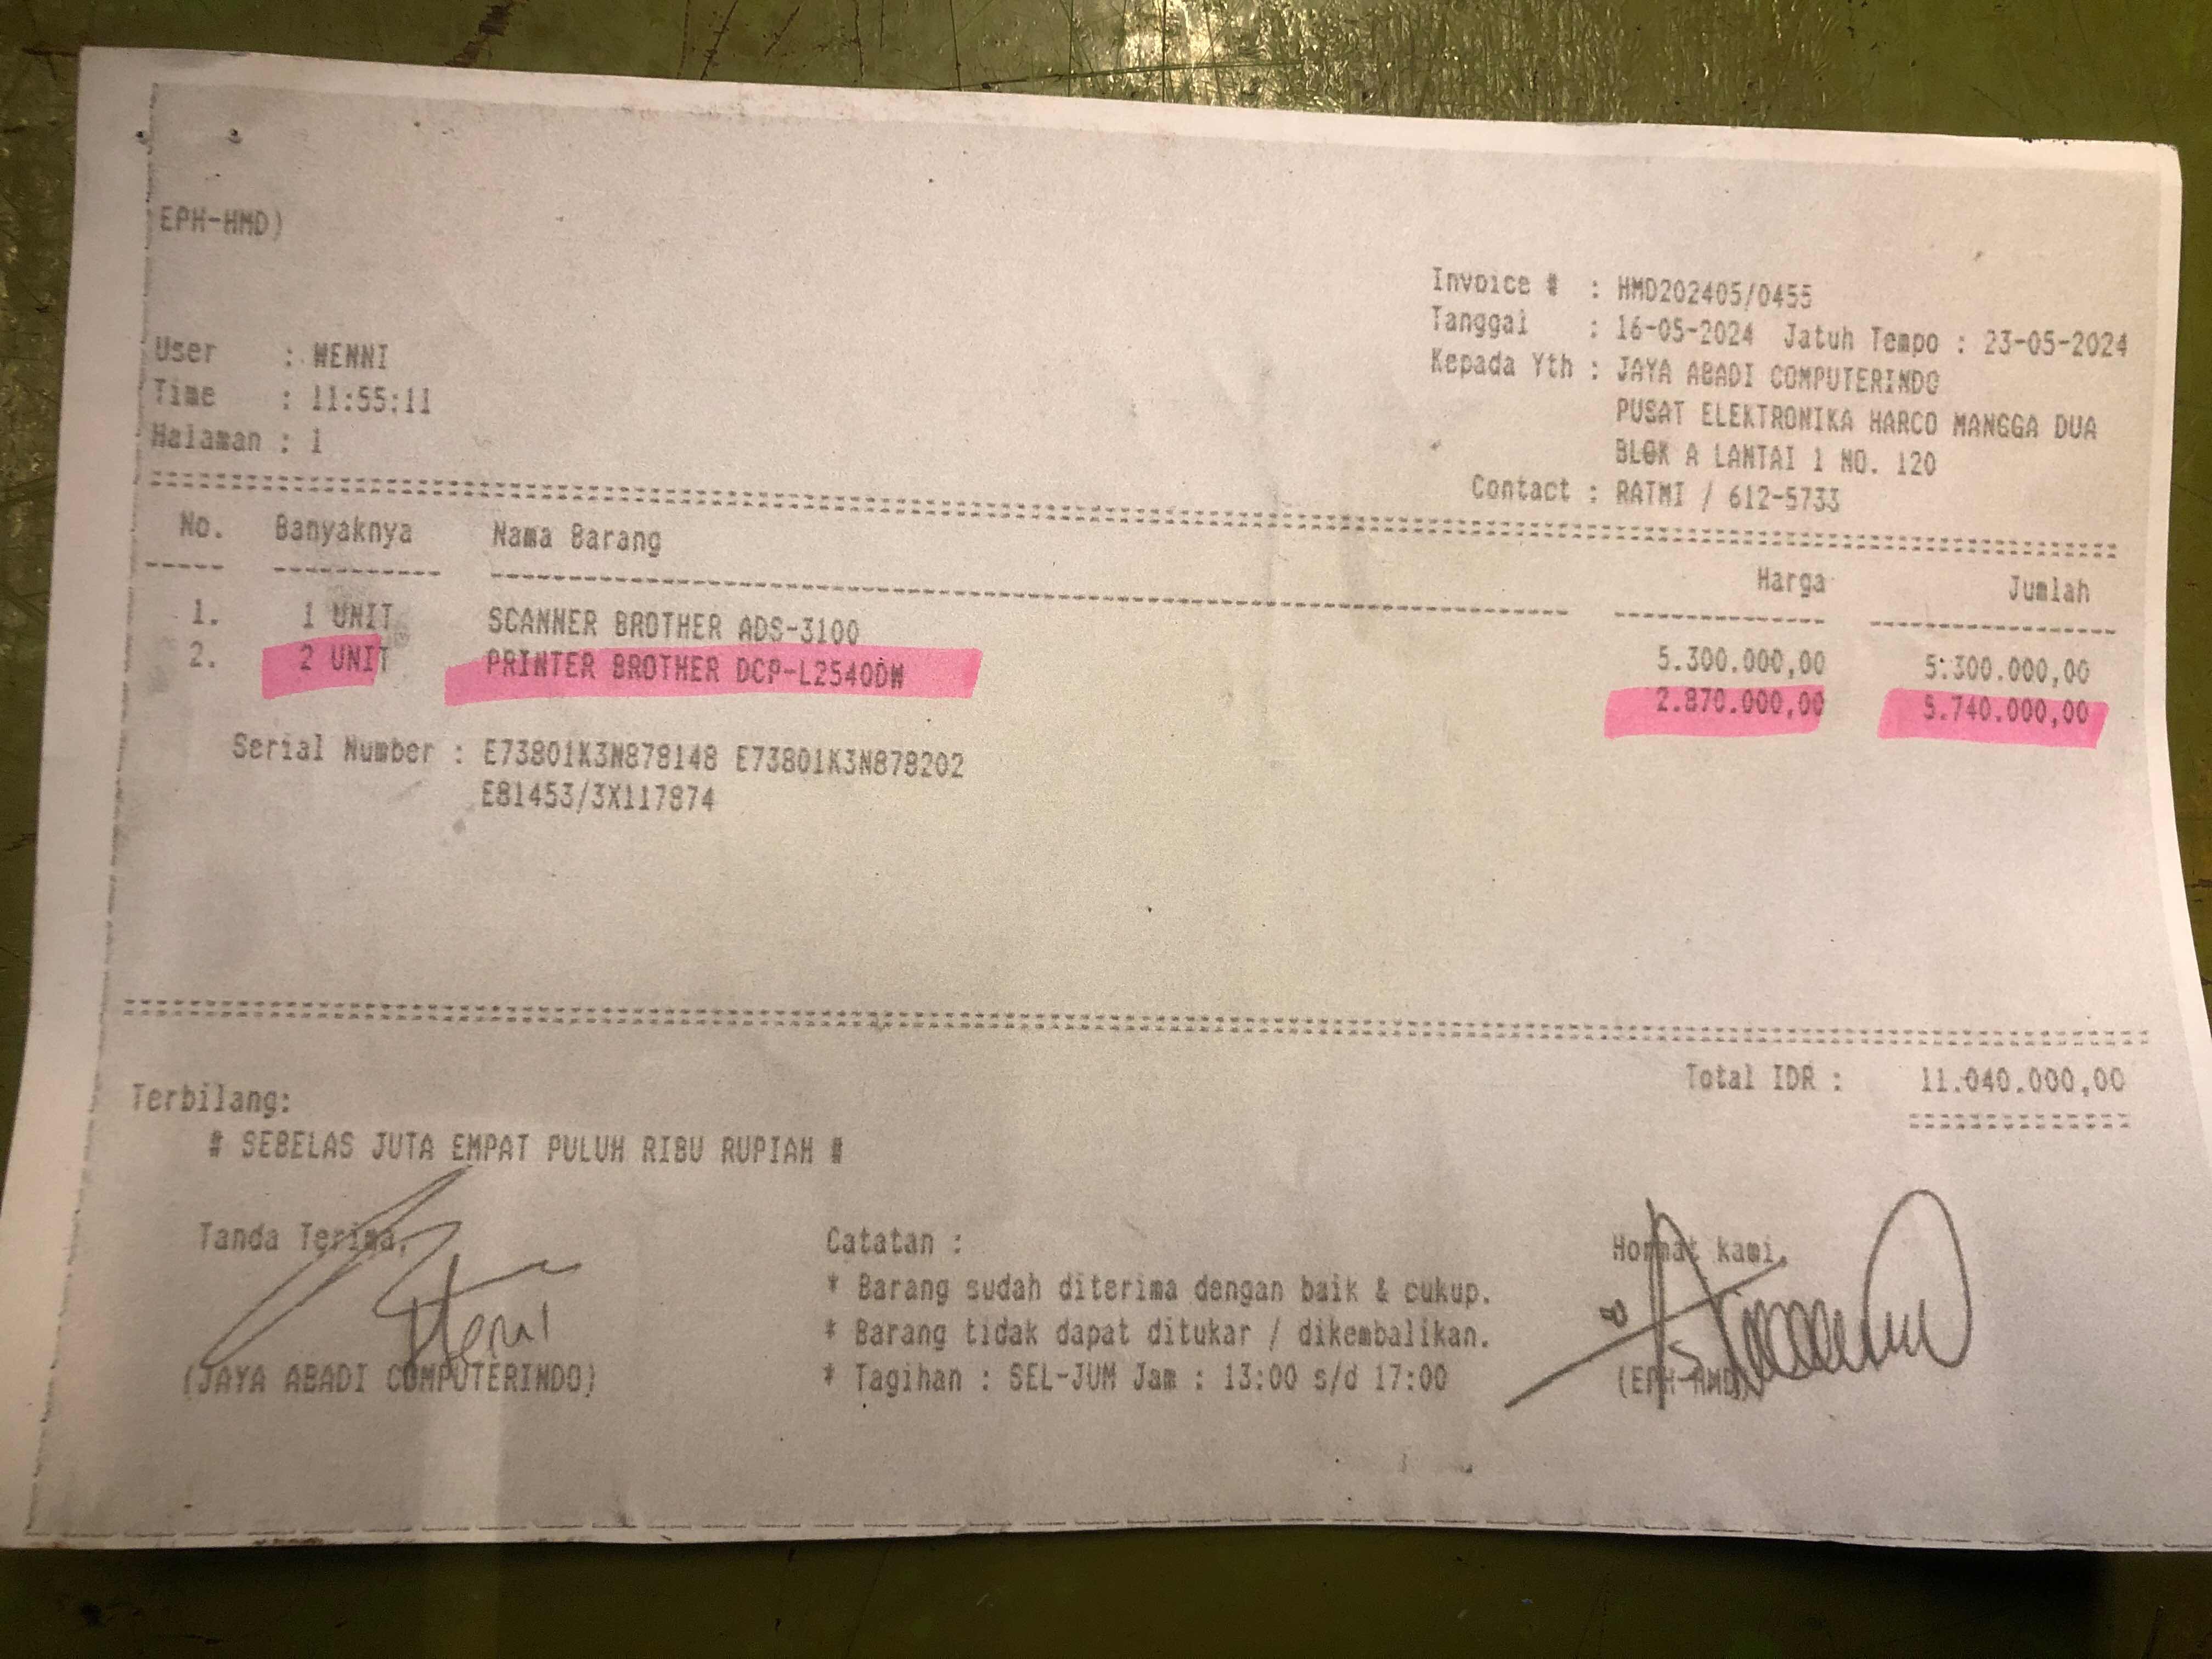 EPH-HMD)
Invoice # : HMD202405/0455
Tanggal : 16-05-2024 Jatuh Tempo : 23-05-2024
Kepada Yth : JAYA ABADI COMPUTERINDO
PUSAT ELEKTRONIKA HARCO MANGGA DUA
BLOK A LANTAI 1 NO. 120
Contact : RATMI / 612-5733
User : WENNI
Time : 11:55:11
Halaman : 1
No. Banyaknya Nama Barang Harga Jumlah
1. 1 UNIT SCANNER BROTHER ADS-3100 5.300.000,00 5.300.000,00
2. 2 UNIT PRINTER BROTHER DCP-L2540DW 2.870.000,00 5.740.000,00
Serial Number : E73801K3N878148 E73801K3N878202
E81453/3X117874
Total IDR : 11.040.000,00
Terbilang:
# SEBELAS JUTA EMPAT PULUH RIBU RUPIAH #
Tanda Terima,
(JAYA ABADI COMPUTERINDO)
Catatan :
* Barang sudah diterima dengan baik & cukup.
* Barang tidak dapat ditukar / dikembalikan.
* Tagihan : SEL-JUM Jam : 13:00 s/d 17:00
Hormat kami,
(EPH-HMD)